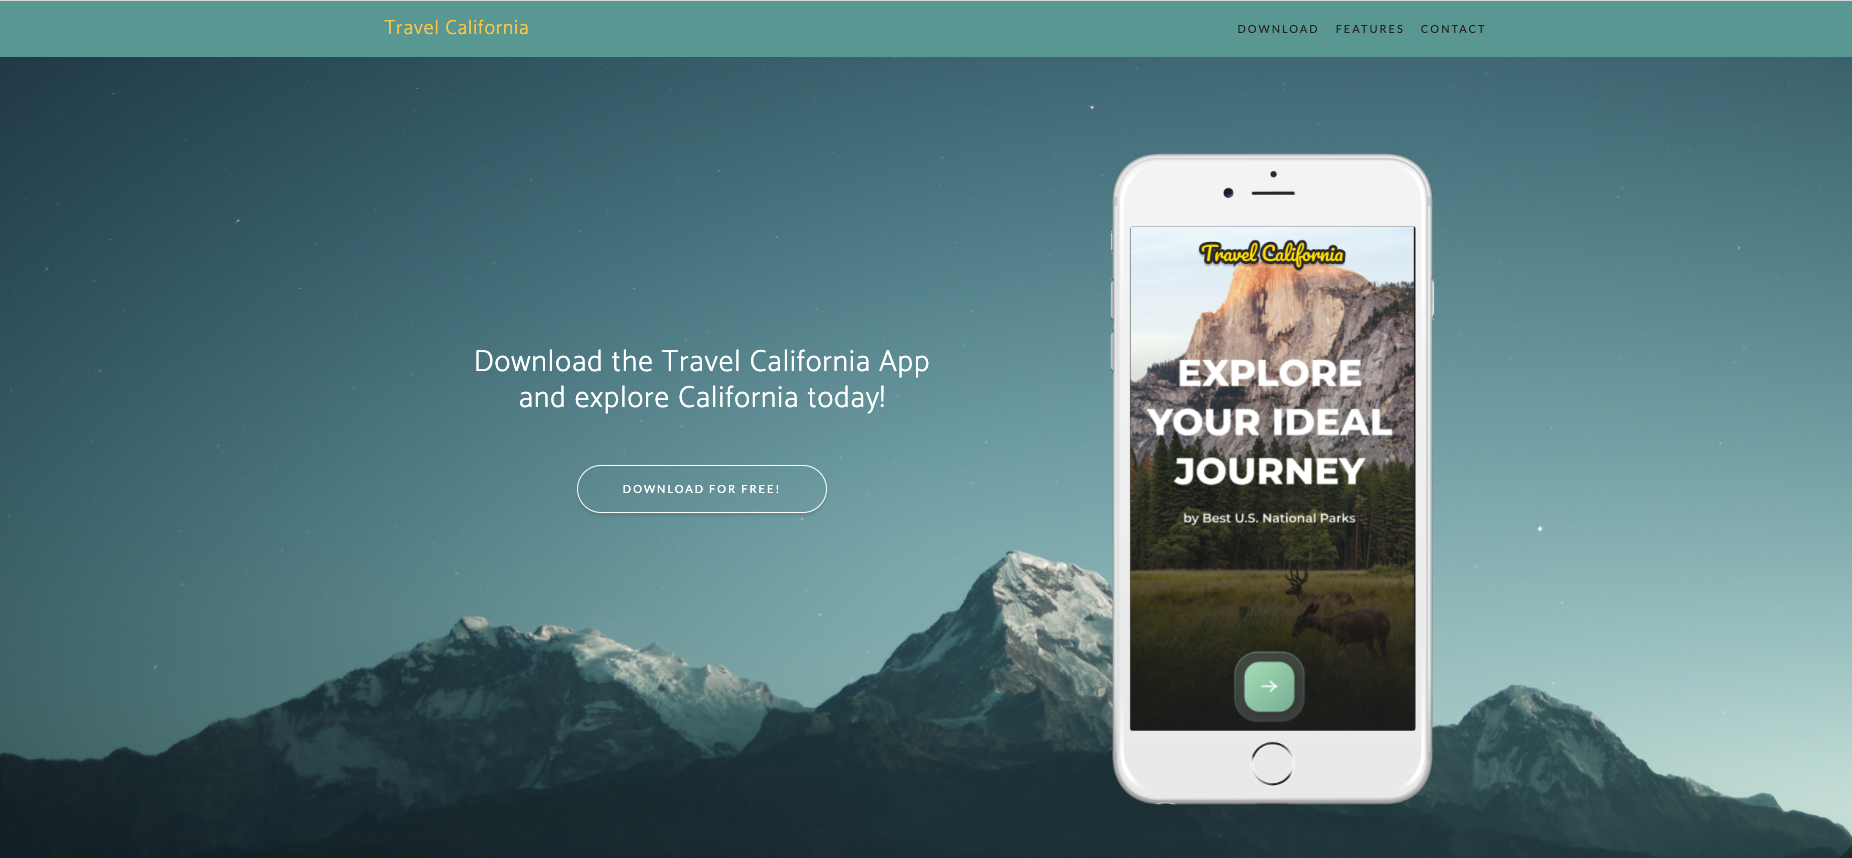 Travel California
DOWNLOAD FEATURES CONTACT
Download the Travel California App
and explore California today!
DOWNLOAD FOR FREE!
Travel California
EXPLORE
YOUR IDEAL
JOURNEY
by Best U.S. National Parks